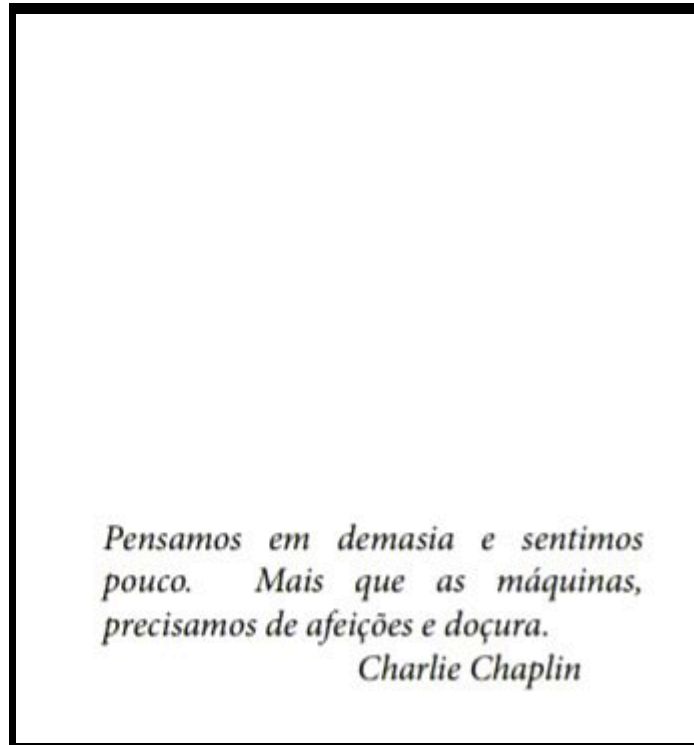 Pensamos em demasia e sentimos
pouco. Mais que as máquinas,
precisamos de afeições e doçura.
Charlie Chaplin